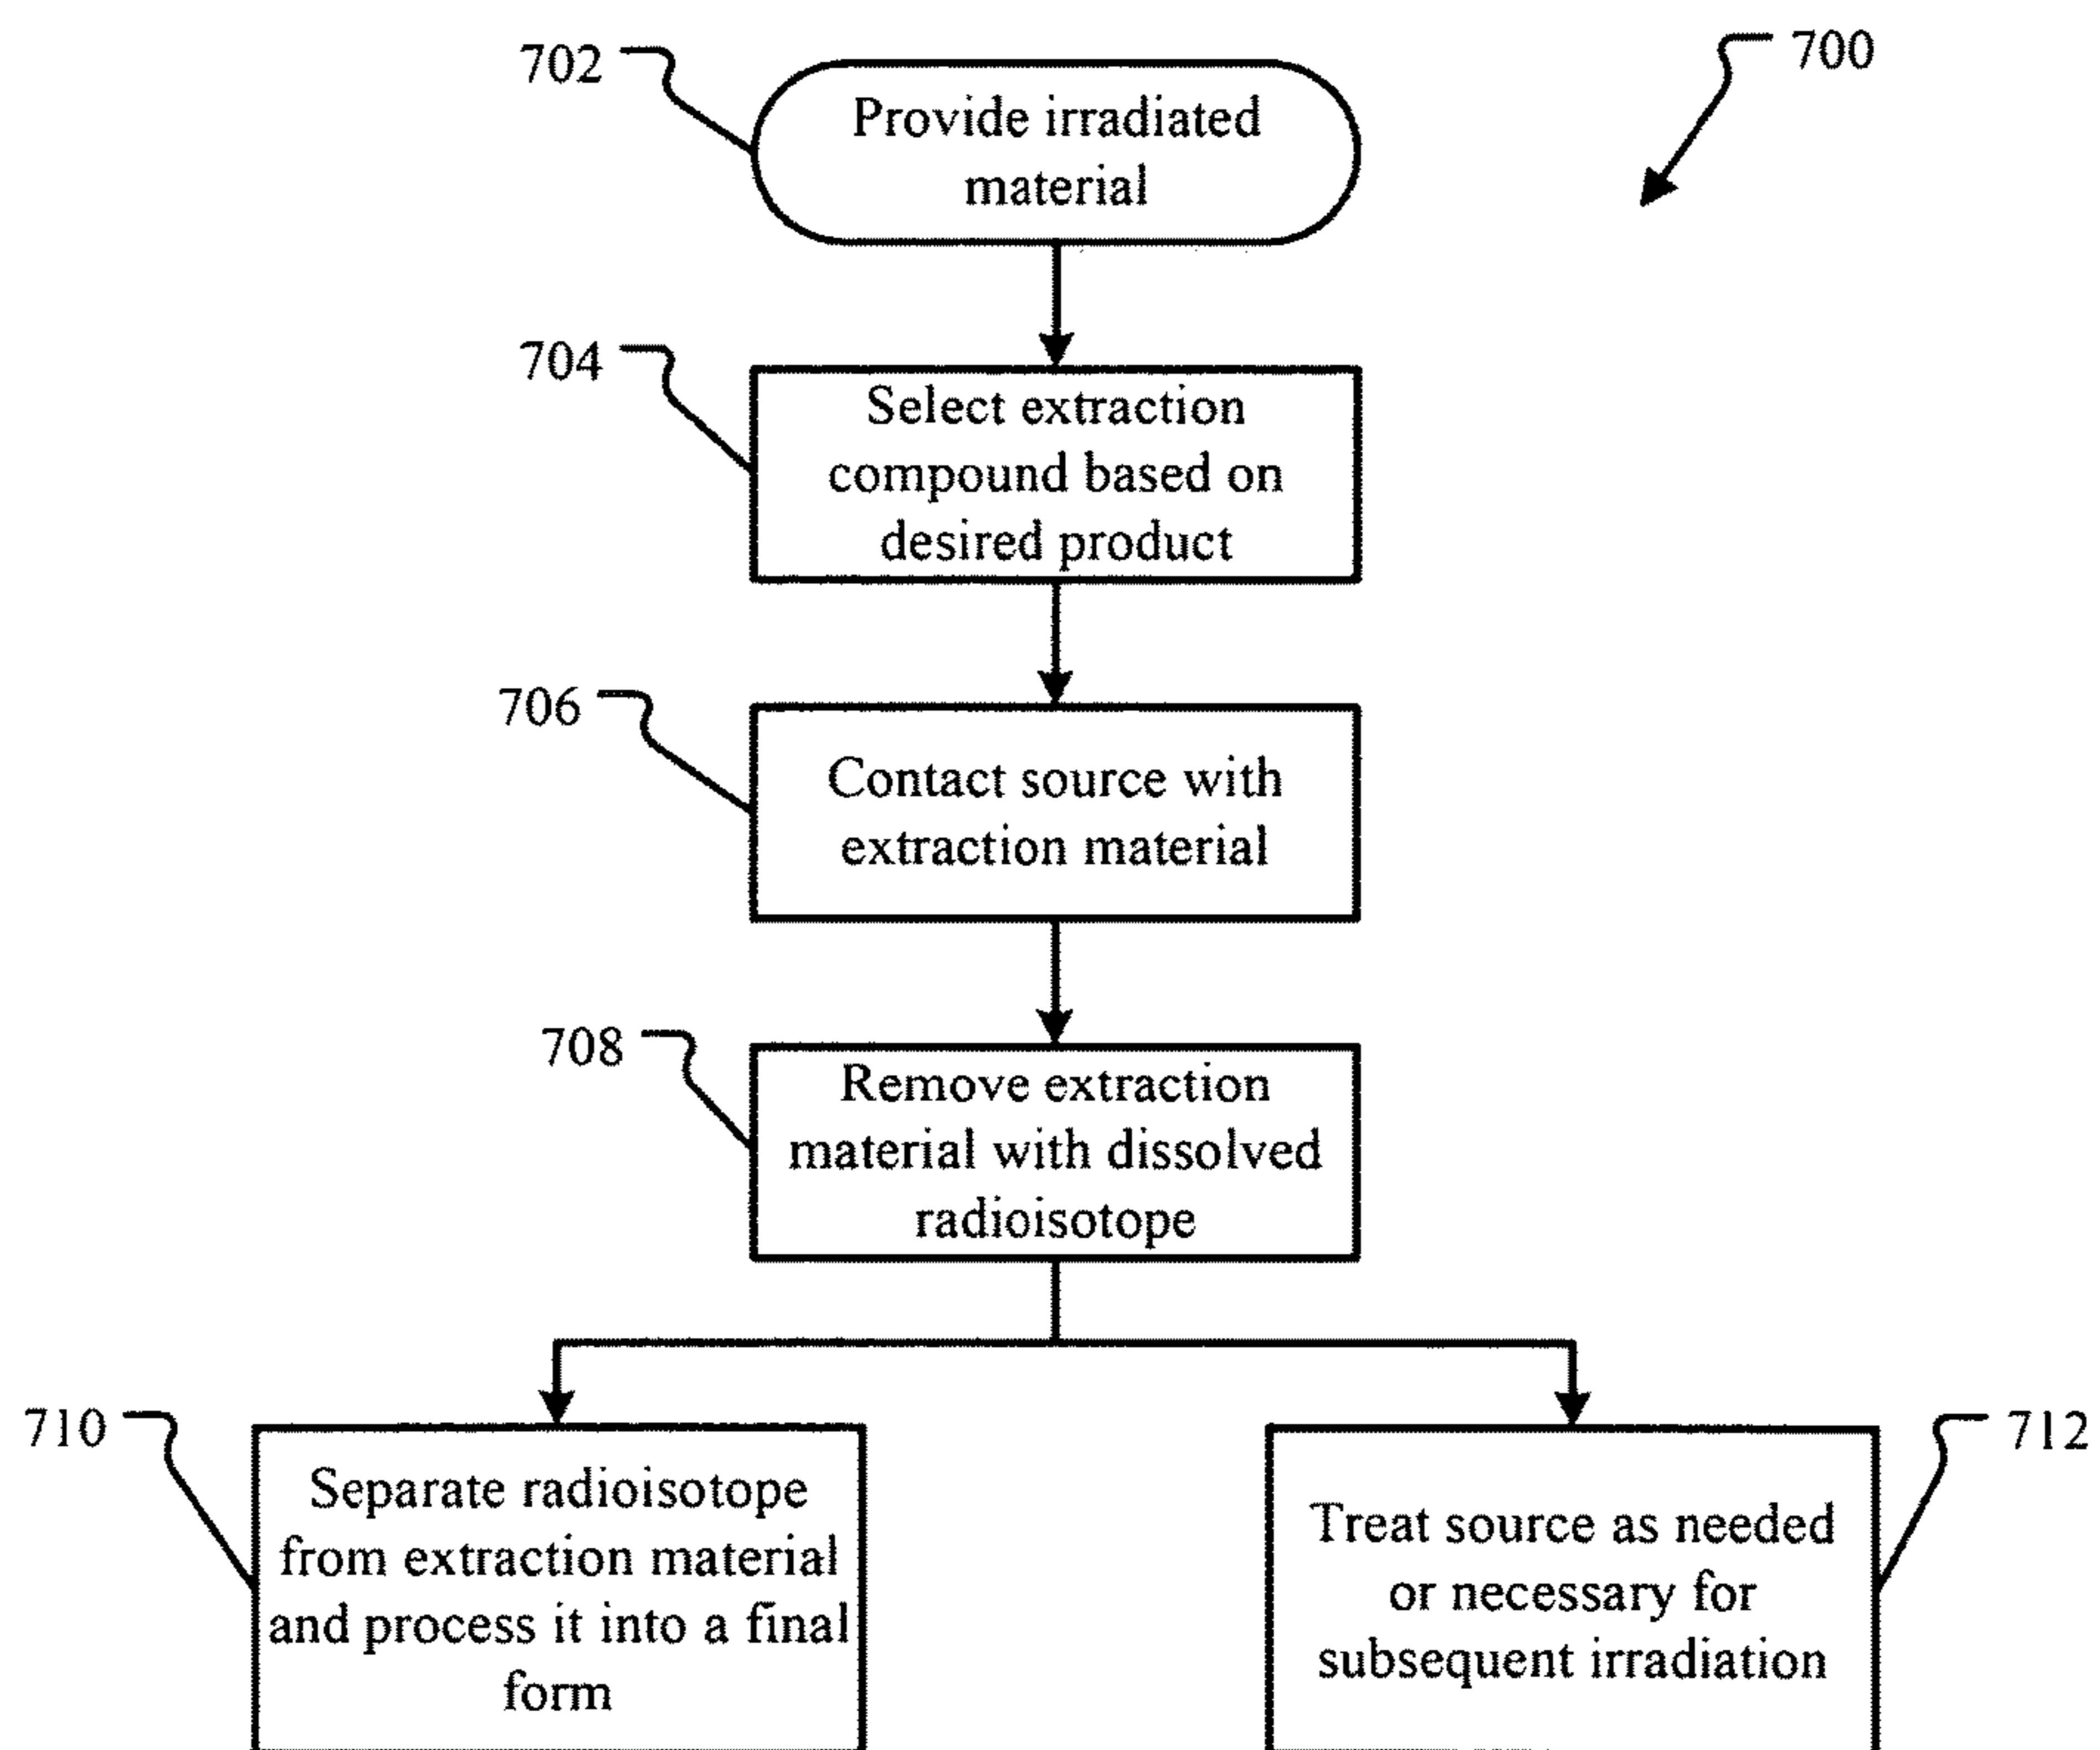 700
702
Provide irradiated
material
704
Select extraction
compound based on
desired product
706
Contact source with
extraction material
708
Remove extraction
material with dissolved
radioisotope
710
Separate radioisotope
from extraction material
and process it into a final
form
712
Treat source as needed
or necessary for
subsequent irradiation